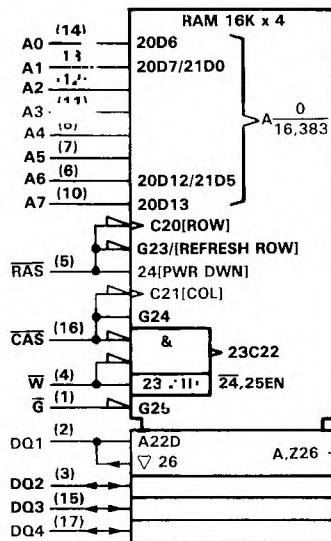 RAM 16K x 4
A0 (14) 20D6
A1 20D7/21D0
A2
A3
A4
A5 (7)
A6 (6) 20D12/21D5
A7 (10) 20D13
A 0
16,383
C20[ROW]
G23/[REFRESH ROW]
RAS (5) 24[PWR DWN]
C21[COL]
G24
CAS (16) &
23C22
W (4) 23 24,25EN
G (1) G25
DQ1 (2) A22D
▽ 26 A,Z26
DQ2 (3)
DQ3 (15)
DQ4 (17)